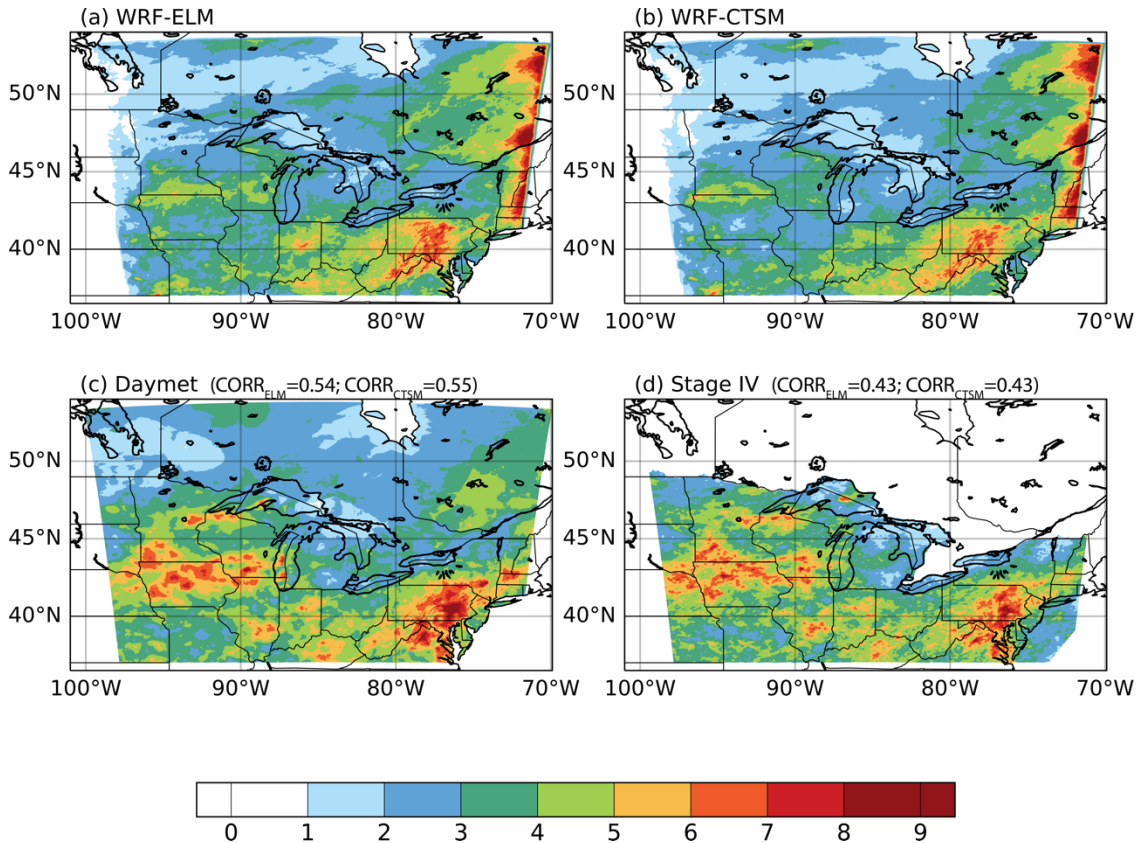 (a) WRF-ELM
(b) WRF-CTSM
50°N
45°N
40°N
100°W 90°W 80°W 70°W
50°N
45°N
40°N
100°W 90°W 80°W 70°W
(c) Daymet (CORR_ELM=0.54; CORR_CTSM=0.55)
(d) Stage IV (CORR_ELM=0.43; CORR_CTSM=0.43)
50°N
45°N
40°N
100°W 90°W 80°W 70°W
50°N
45°N
40°N
100°W 90°W 80°W 70°W
0 1 2 3 4 5 6 7 8 9